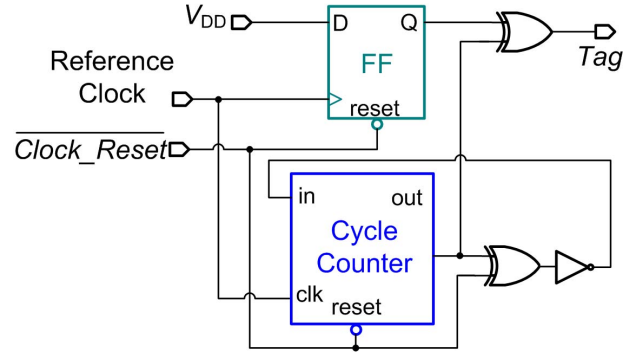 VDD
D
Q
FF
reset
Tag
Reference
Clock
Clock_Reset
in
out
Cycle
Counter
clk
reset